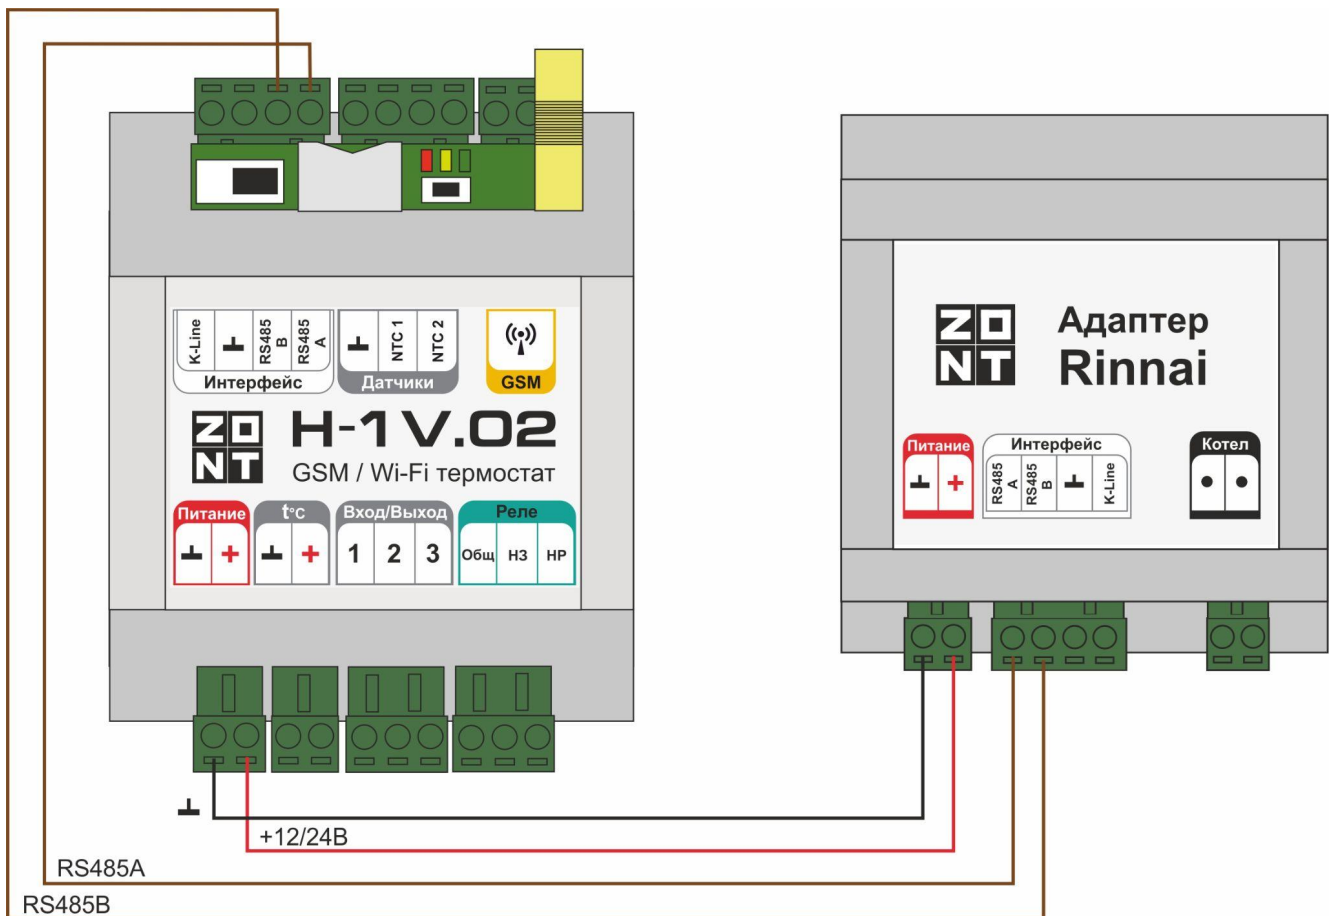 K-Line
RS485 B
RS485 A
Интерфейс
NTC 1
NTC 2
Датчики
GSM
ZONT
H-1 V.02
GSM / Wi-Fi термостат
Питание
+
t°C
+
Вход/Выход
1 2 3
Реле
Общ НЗ НР
ZONT
Адаптер
Rinnai
Питание
+
Интерфейс
RS485 A
RS485 B
K-Line
Котел
+12/24В
RS485A
RS485B